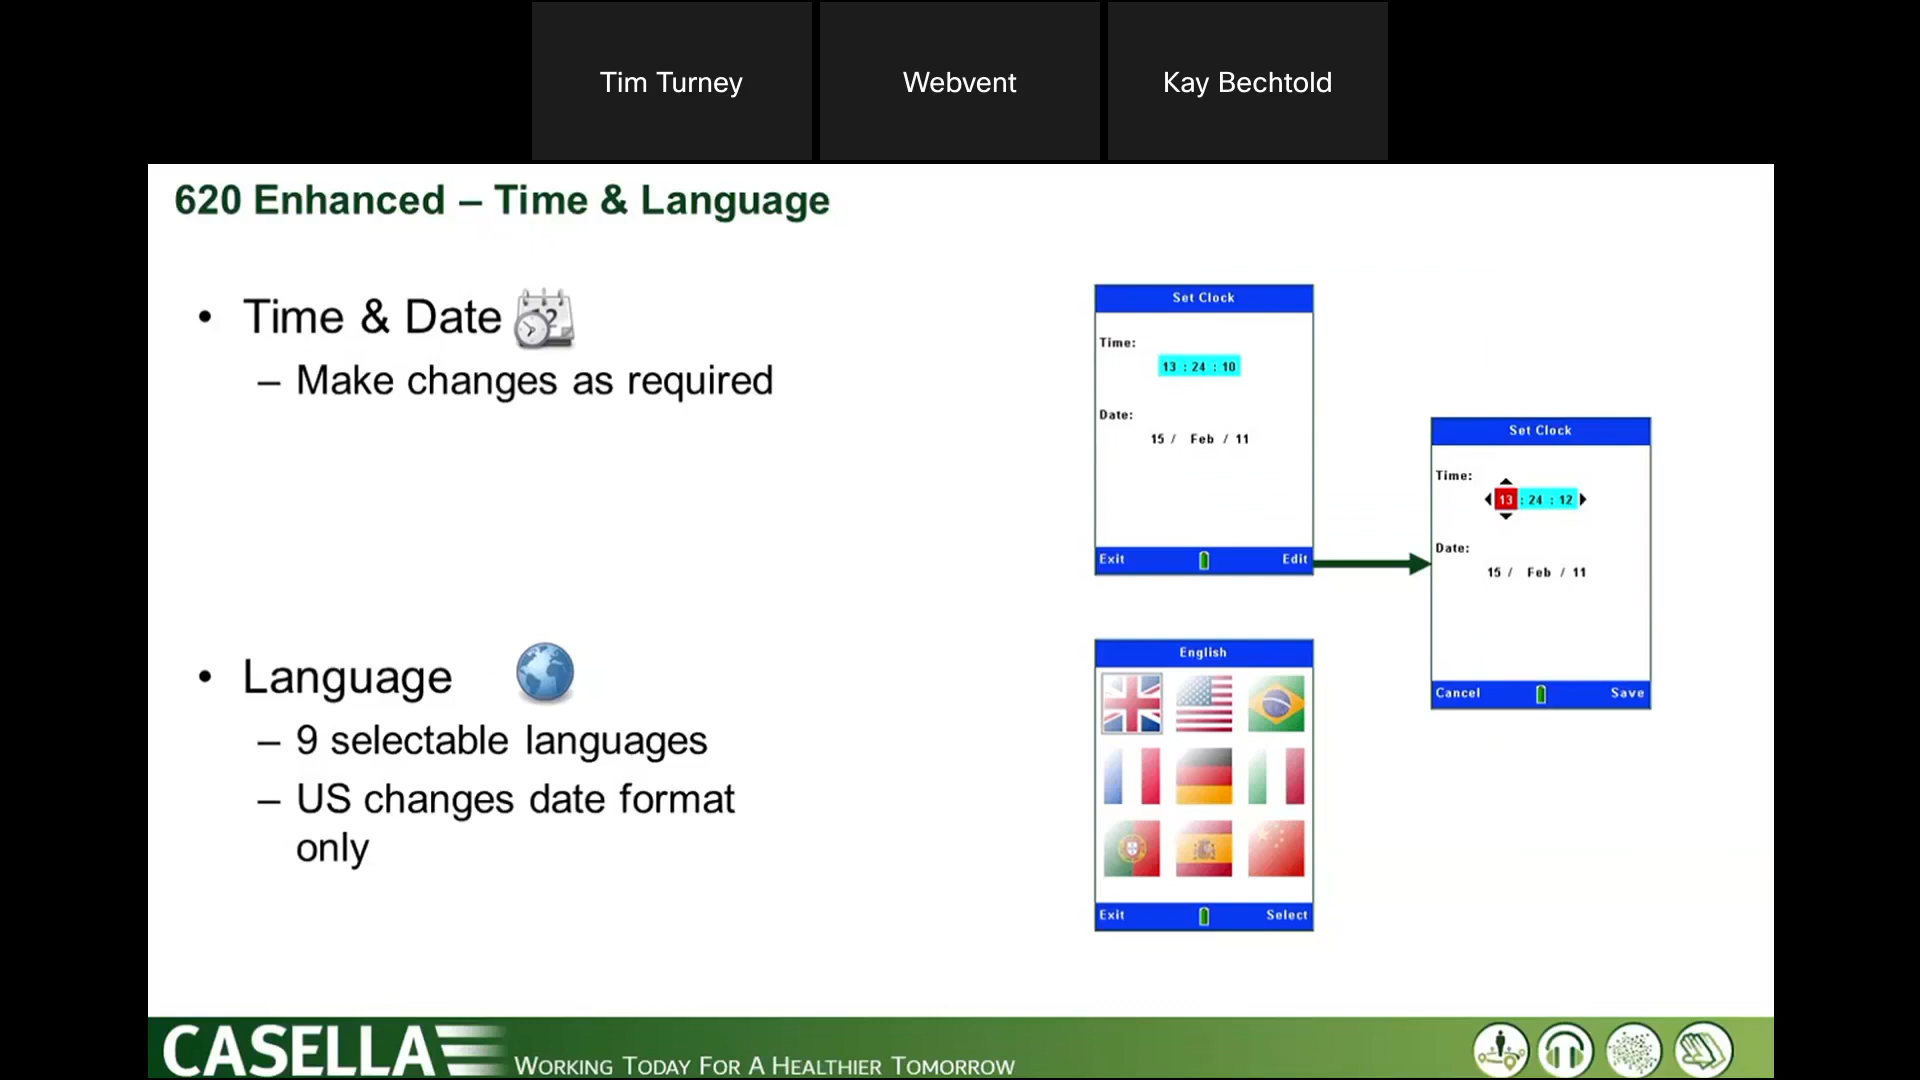 Tim Turney
Webvent
Kay Bechtold
620 Enhanced – Time & Language
• Time & Date
– Make changes as required
• Language
– 9 selectable languages
– US changes date format
only
Set Clock
Time:
13 : 24 : 10
Date:
15 / Feb / 11
Exit
Edit
Set Clock
Time:
13 : 24 : 12
Date:
15 / Feb / 11
Cancel
Save
English
Exit
Select
CASELLA
WORKING TODAY FOR A HEALTHIER TOMORROW